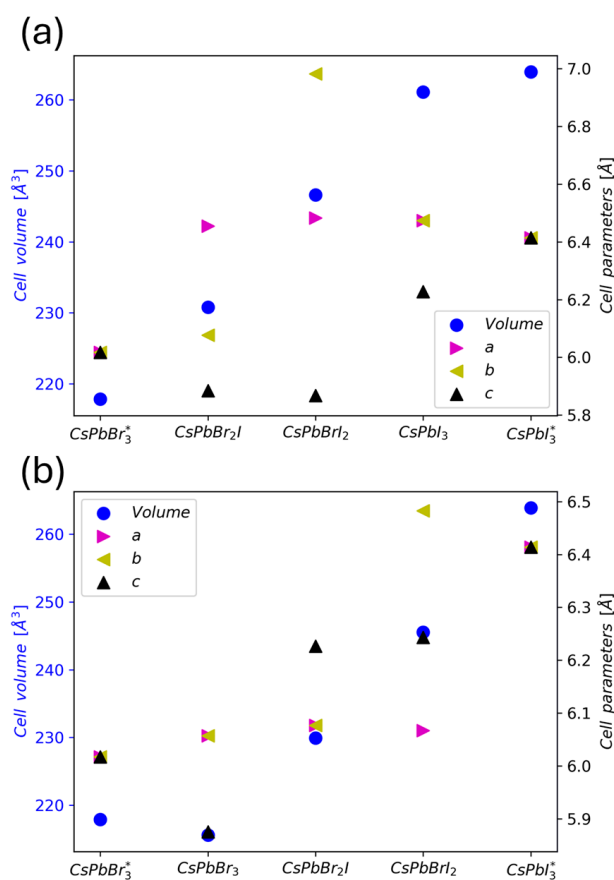 (a)
260
250
240
230
220
Cell volume [Å³]
7.0
6.8
6.6
6.4
6.2
6.0
5.8
Cell parameters [Å]
Volume
a
b
c
CsPbBr₃* CsPbBr₂I CsPbBrI₂ CsPbI₃ CsPbI₃*
(b)
Volume
a
b
c
260
250
240
230
220
Cell volume [Å³]
6.5
6.4
6.3
6.2
6.1
6.0
5.9
Cell parameters [Å]
CsPbBr₃* CsPbBr₃ CsPbBr₂I CsPbBrI₂ CsPbI₃*